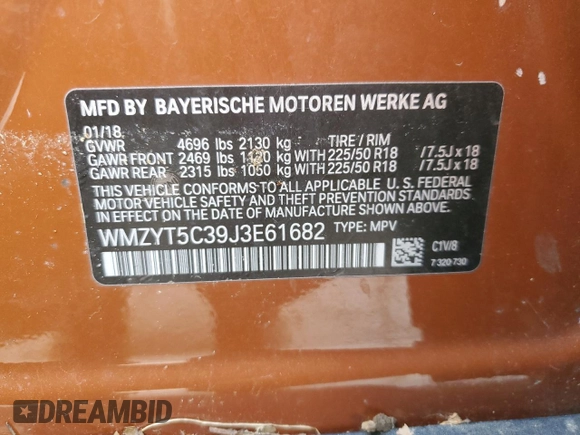 MFD BY BAYERISCHE MOTOREN WERKE AG
01/18
GVWR 4696 lbs 2130 kg TIRE / RIM
GAWR FRONT 2469 lbs 1120 kg WITH 225/50 R18 /7.5J x 18
GAWR REAR 2315 lbs 1050 kg WITH 225/50 R18 /7.5J x 18
THIS VEHICLE CONFORMS TO ALL APPLICABLE U. S. FEDERAL
MOTOR VEHICLE SAFETY AND THEFT PREVENTION STANDARDS
IN EFFECT ON THE DATE OF MANUFACTURE SHOWN ABOVE.
WMZYT5C39J3E61682 TYPE: MPV
C1V/8
7 320 730
DREAMBID